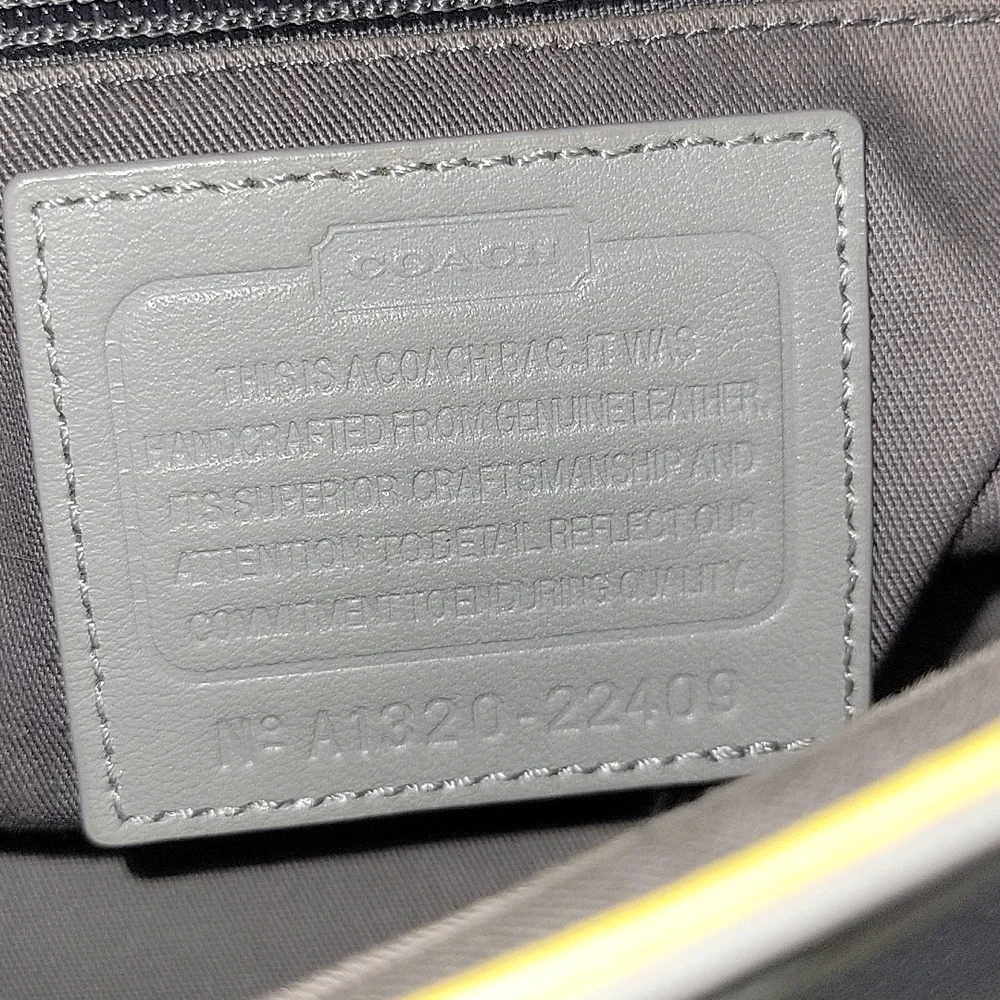 COACH
THIS IS A COACH BAG. IT WAS
HANDCRAFTED FROM GENUINE LEATHER.
IT'S SUPERIOR CRAFTSMANSHIP AND
ATTENTION TO DETAIL REFLECT OUR
COMMITMENT TO ENDURING QUALITY.
Nº A1320-22409